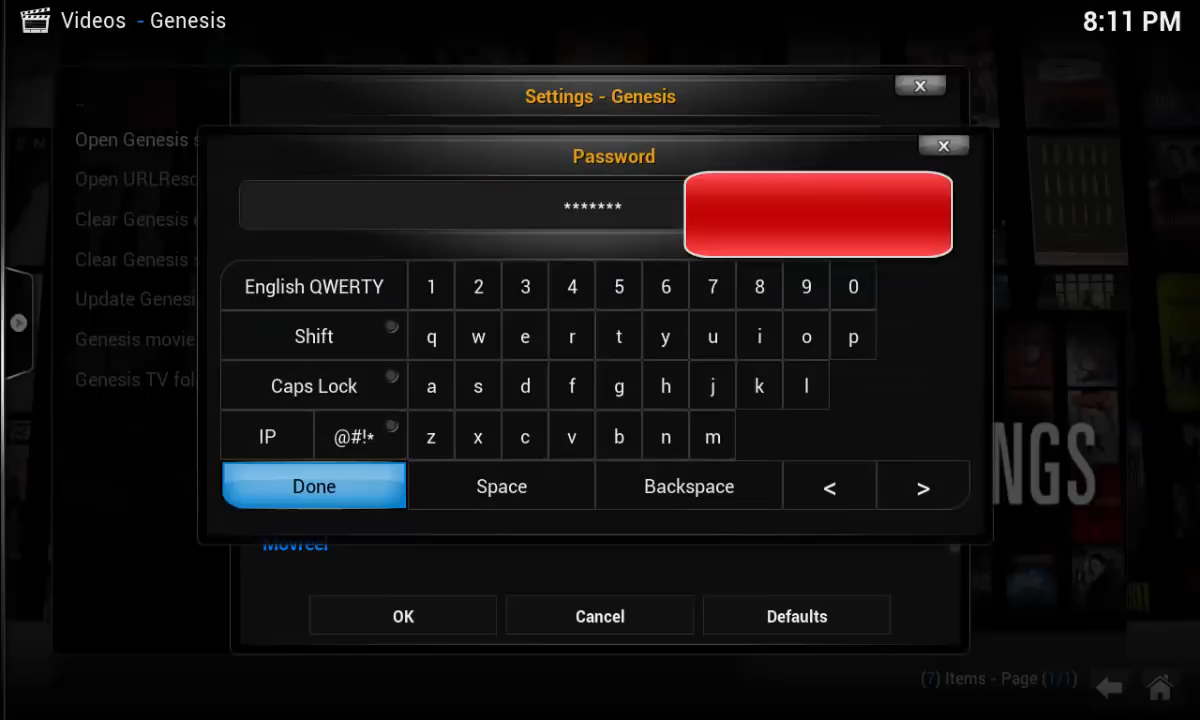 Videos - Genesis
8:11 PM
Settings - Genesis
x
Open Genesis s
Password
x
Open URLReso
*******
Clear Genesis
Clear Genesis s
Update Genesi
Genesis movie
Genesis TV fol
English QWERTY 1 2 3 4 5 6 7 8 9 0
Shift q w e r t y u i o p
Caps Lock a s d f g h j k l
IP @#!* z x c v b n m
Done Space Backspace < >
NGS
Movreel
OK Cancel Defaults
(7) Items - Page (1/1)